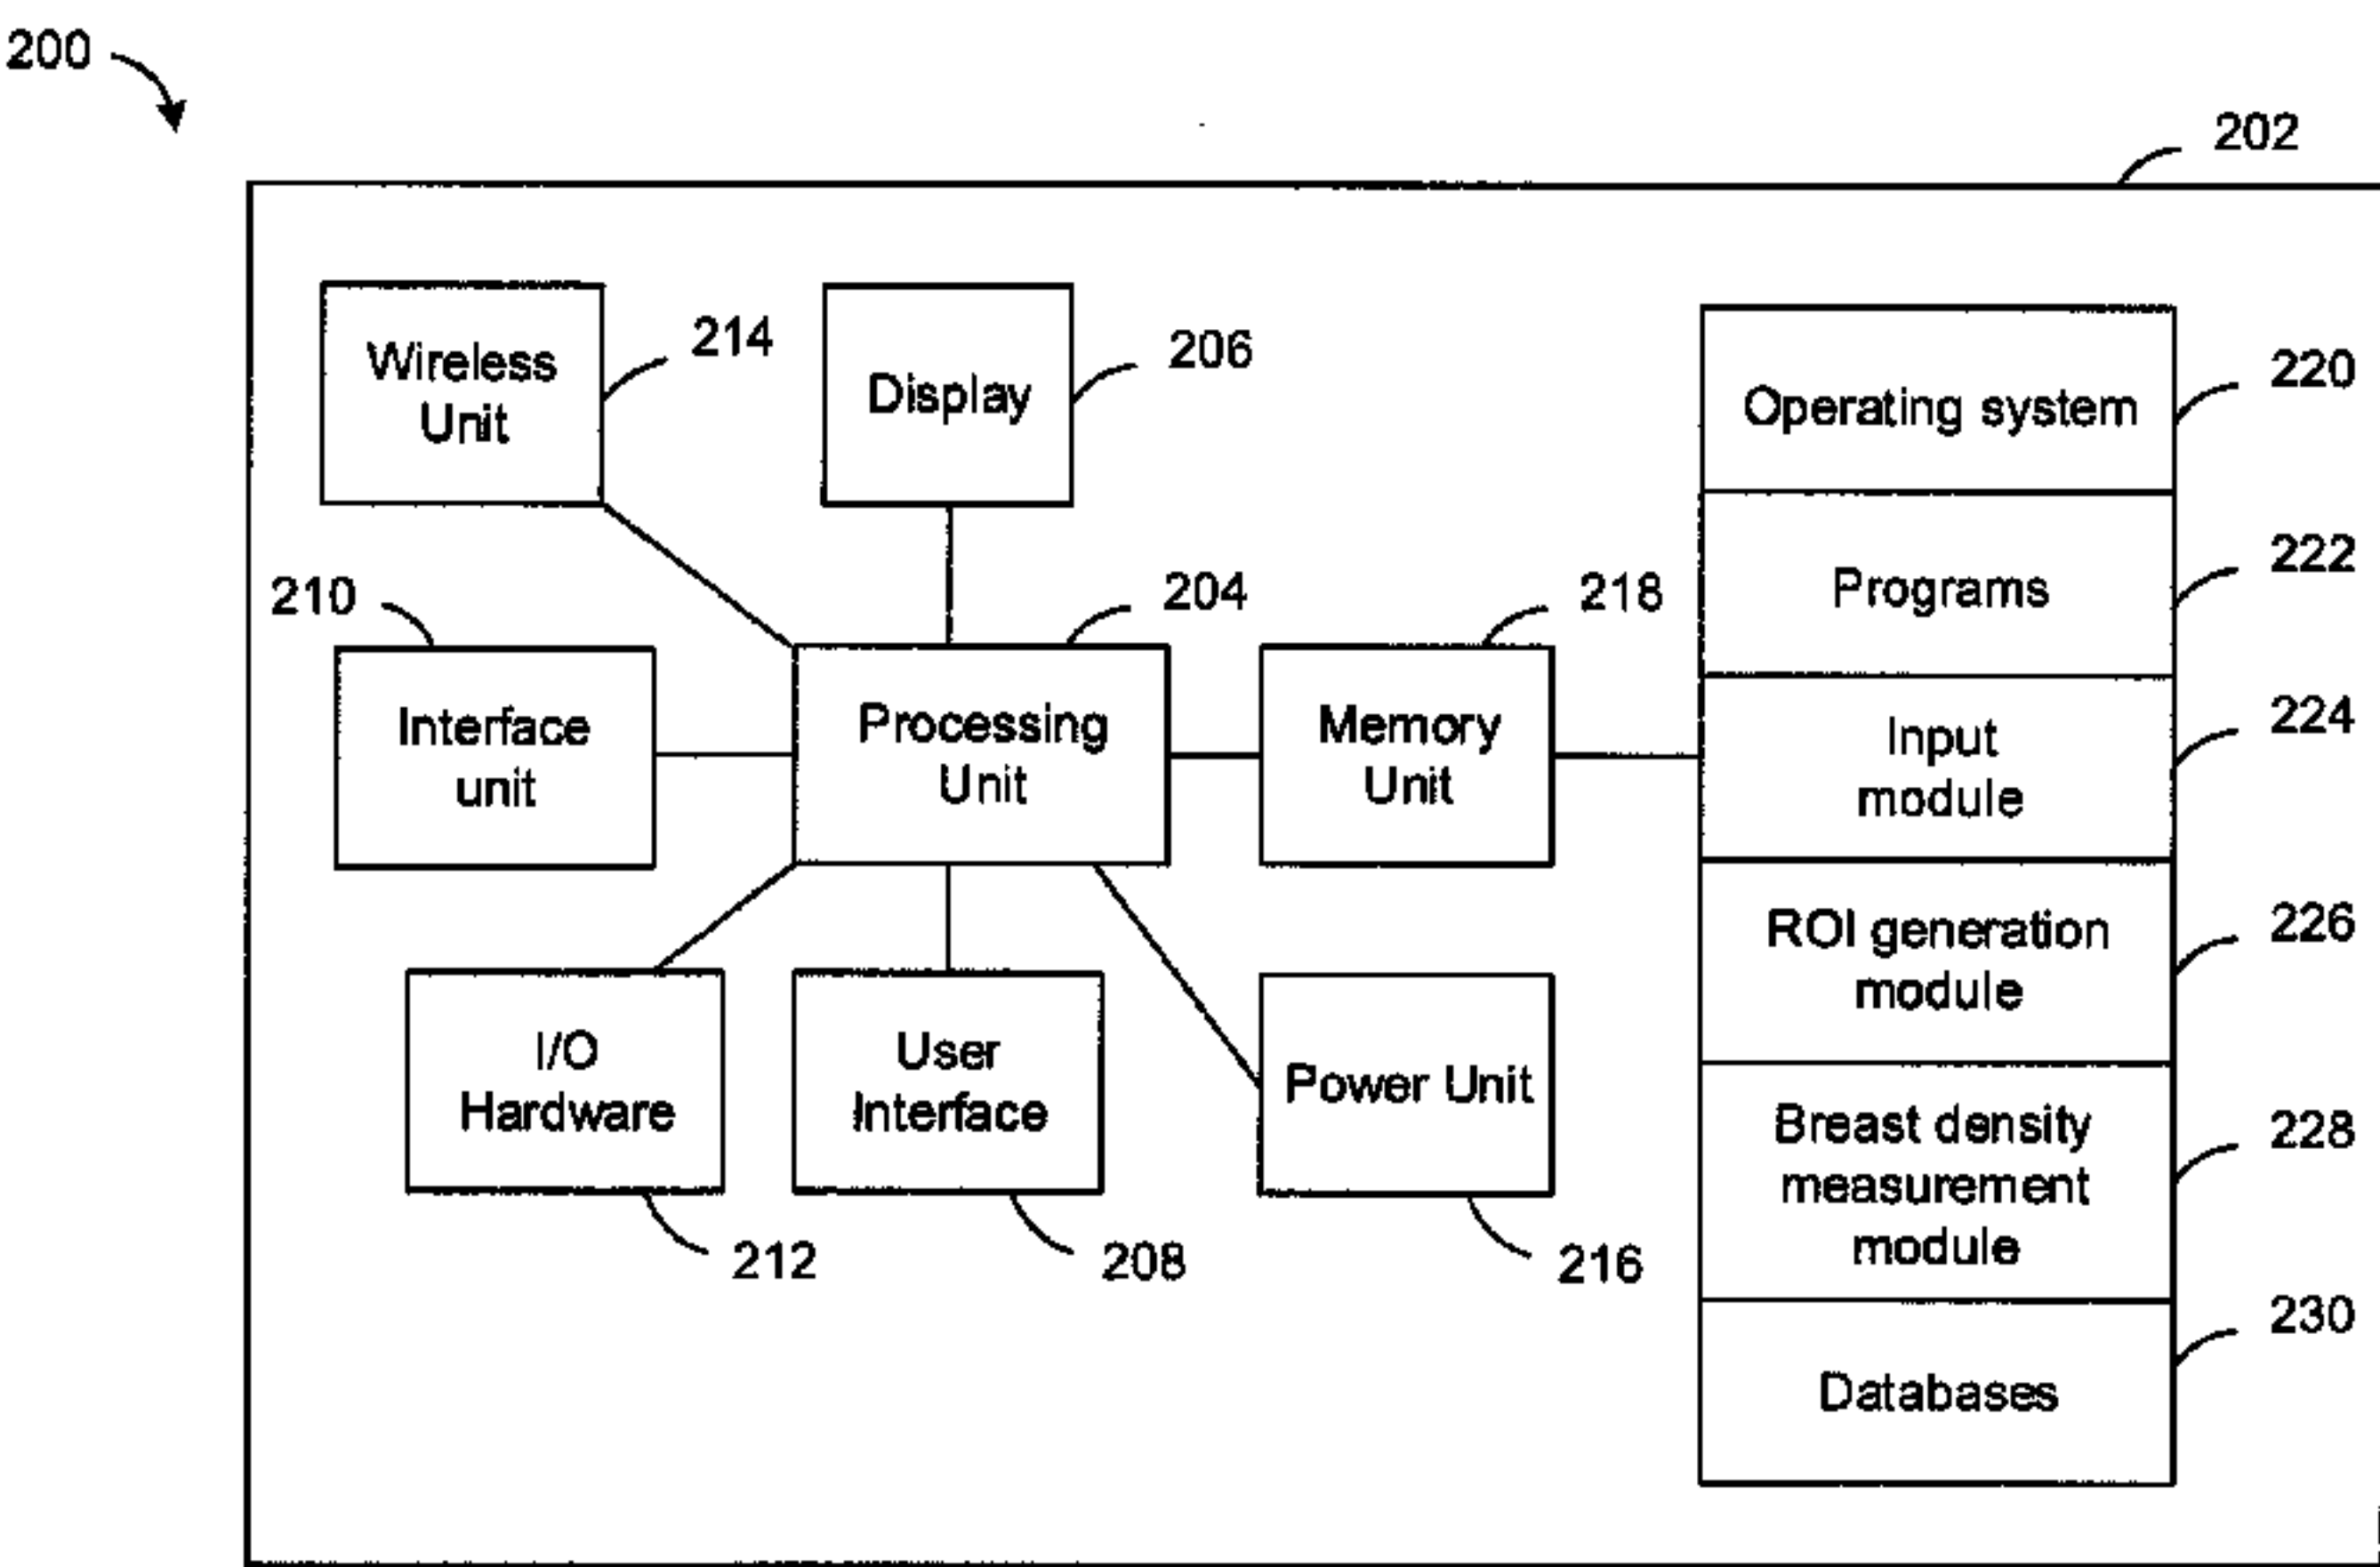 200
202
Wireless
Unit
214
Display
206
Operating system
220
Programs
222
210
204
218
Interface
unit
Processing
Unit
Memory
Unit
Input
module
224
ROI generation
module
226
I/O
Hardware
User
Interface
Power Unit
Breast density
measurement
module
228
212
208
216
Databases
230